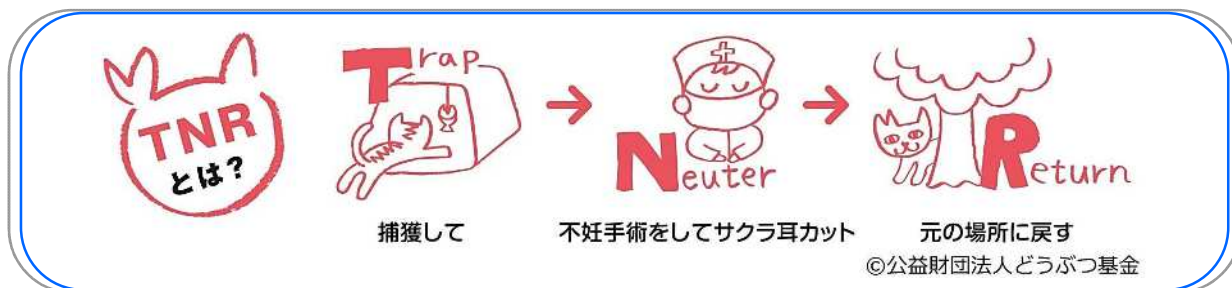 TNR
とは？
Trap
Neuter
Return
捕獲して
不妊手術をしてサクラ耳カット
元の場所に戻す
©公益財団法人どうぶつ基金